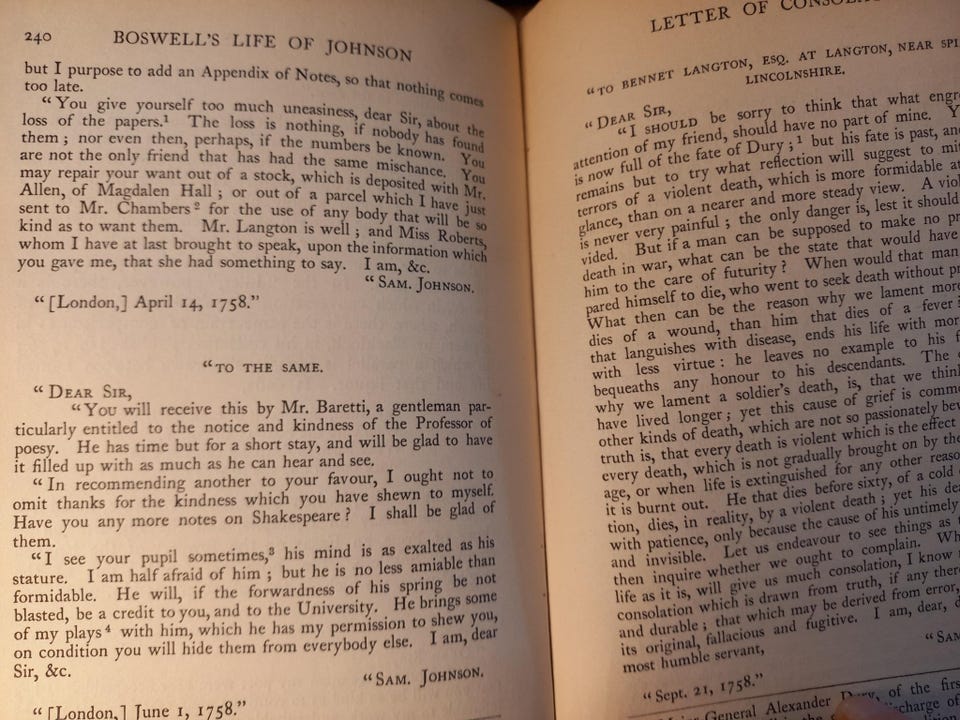 240 BOSWELL'S LIFE OF JOHNSON
but I purpose to add an Appendix of Notes, so that nothing comes
too late.
"You give yourself too much uneasiness, dear Sir, about the
loss of the papers.¹ The loss is nothing, if nobody has found
them; nor even then, perhaps, if the numbers be known. You
are not the only friend that has had the same mischance. You
may repair your want out of a stock, which is deposited with Mr.
Allen, of Magdalen Hall; or out of a parcel which I have just
sent to Mr. Chambers² for the use of any body that will be so
kind as to want them. Mr. Langton is well; and Miss Roberts,
whom I have at last brought to speak, upon the information which
you gave me, that she had something to say. I am, &c.
"SAM. JOHNSON.
"[London,] April 14, 1758."
"TO THE SAME.
"DEAR SIR,
"You will receive this by Mr. Baretti, a gentleman par-
ticularly entitled to the notice and kindness of the Professor of
poesy. He has time but for a short stay, and will be glad to have
it filled up with as much as he can hear and see.
"In recommending another to your favour, I ought not to
omit thanks for the kindness which you have shewn to myself.
Have you any more notes on Shakespeare? I shall be glad of
them.
"I see your pupil sometimes,³ his mind is as exalted as his
stature. I am half afraid of him; but he is no less amiable than
formidable. He will, if the forwardness of his spring be not
blasted, be a credit to you, and to the University. He brings some
of my plays⁴ with him, which he has my permission to shew you,
on condition you will hide them from everybody else. I am, dear
Sir, &c.
"SAM. JOHNSON.
"[London,] June 1, 1758."
LETTER OF
"TO BENNET LANGTON, ESQ. AT LANGTON, NEAR
LINCOLNSHIRE.
"DEAR SIR,
"I SHOULD be sorry to think that what
attention of my friend, should have no part of mine.
is now full of the fate of Dury;¹ but his fate is past, and
remains but to try what reflection will suggest to
terrors of a violent death, which is more formidable at
glance, than on a nearer and more steady view. A
is never very painful; the only danger is, lest it should
vided. But if a man can be supposed to make no
death in war, what can be the state that would have
him to the care of futurity? When would that man
pared himself to die, who went to seek death without
What then can be the reason why we lament more
dies of a wound, than him that dies of a fever?
that languishes with disease, ends his life with
with less virtue: he leaves no example to his
bequeaths any honour to his descendants. The
why we lament a soldier's death, is, that we
have lived longer; yet this cause of grief is
other kinds of death, which are not so passionately
truth is, that every death is violent which is the effect
every death, which is not gradually brought on by the
age, or when life is extinguished for any other
it is burnt out. He that dies before sixty, of a cold
tion, dies, in reality, by a violent death; yet his
with patience, only because the cause of his untimely
and invisible. Let us endeavour to see things as
then inquire whether we ought to complain.
life as it is, will give us much consolation, I know
consolation which is drawn from truth, if any there
and durable; that which may be derived from error,
its original, fallacious and fugitive. I am, dear,
most humble servant,
"SAM
"Sept. 21, 1758."
General Alexander Dury, of the first